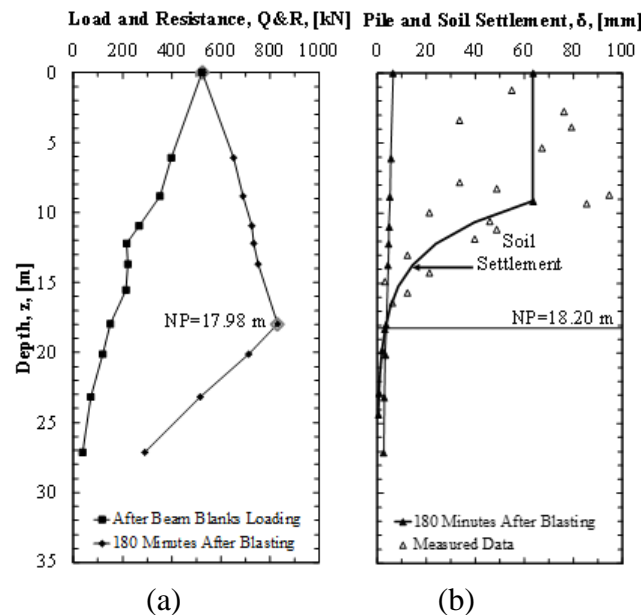 Load and Resistance, Q&R, [kN]
0 200 400 600 800 1000
Depth, z, [m]
0
5
10
15
20
25
30
35
NP=17.98 m
After Beam Blanks Loading
180 Minutes After Blasting
(a)
Pile and Soil Settlement, δ, [mm]
0 20 40 60 80 100
Soil
Settlement
NP=18.20 m
180 Minutes After Blasting
Measured Data
(b)